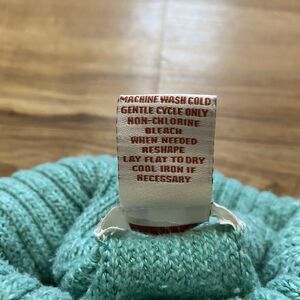 MACHINE WASH COLD
GENTLE CYCLE ONLY
NON-CHLORINE
BLEACH
WHEN NEEDED
RESHAPE
LAY FLAT TO DRY
COOL IRON IF
NECESSARY